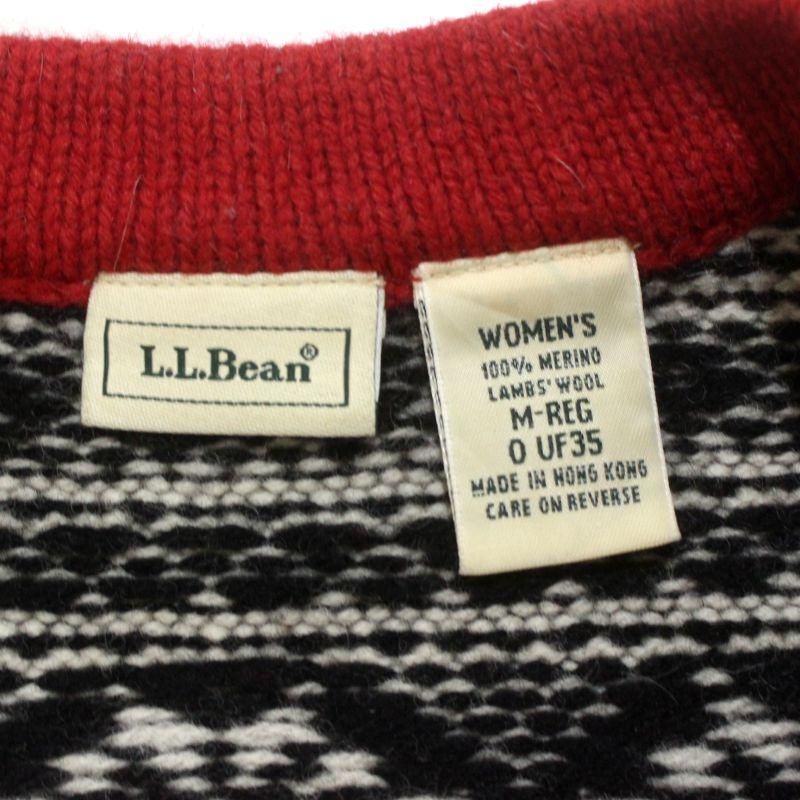 L.L.Bean®
WOMEN'S
100% MERINO
LAMBS' WOOL
M-REG
0 UF35
MADE IN HONG KONG
CARE ON REVERSE